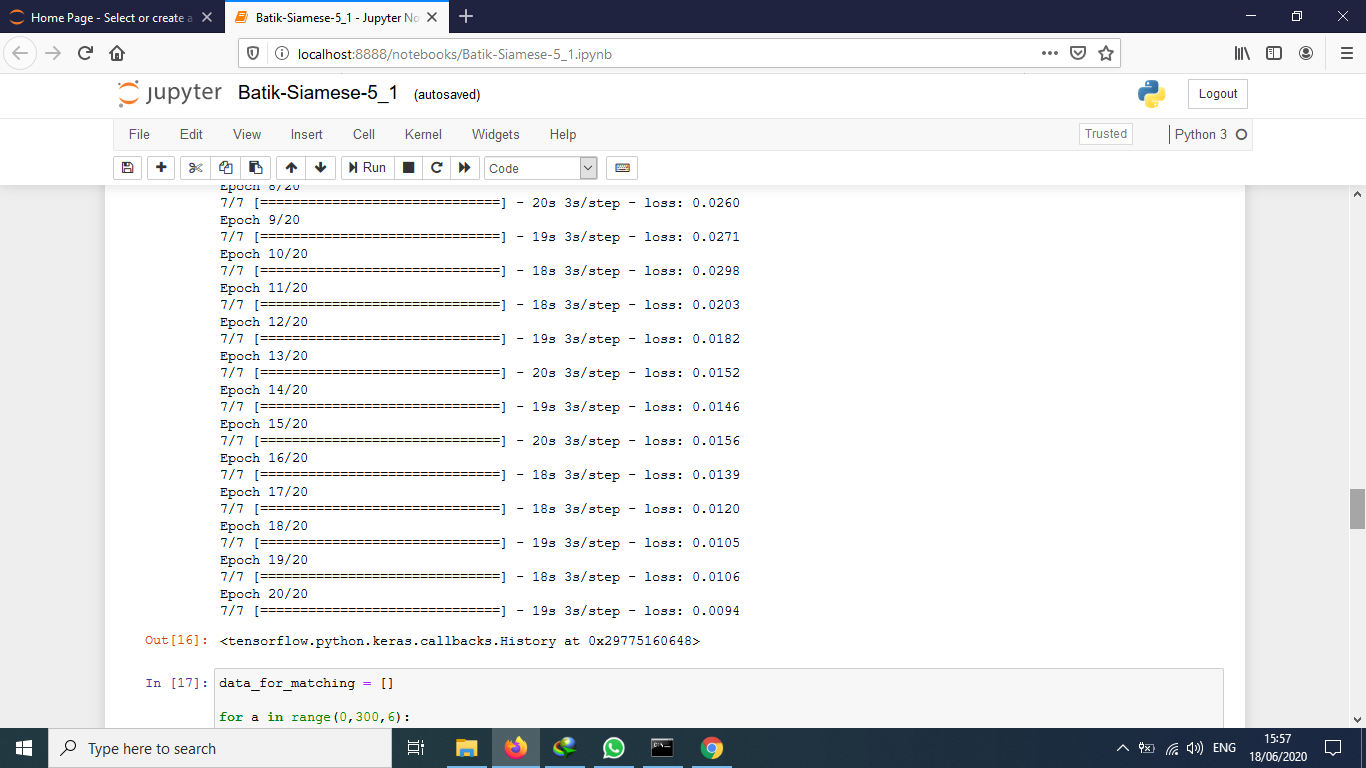 Home Page - Select or create a
Batik-Siamese-5_1 - Jupyter No
localhost:8888/notebooks/Batik-Siamese-5_1.ipynb
jupyter Batik-Siamese-5_1 (autosaved)
Logout
File Edit View Insert Cell Kernel Widgets Help
Trusted
Python 3
Run
Code
Epoch 8/20
7/7 [==============================] - 20s 3s/step - loss: 0.0260
Epoch 9/20
7/7 [==============================] - 19s 3s/step - loss: 0.0271
Epoch 10/20
7/7 [==============================] - 18s 3s/step - loss: 0.0298
Epoch 11/20
7/7 [==============================] - 18s 3s/step - loss: 0.0203
Epoch 12/20
7/7 [==============================] - 19s 3s/step - loss: 0.0182
Epoch 13/20
7/7 [==============================] - 20s 3s/step - loss: 0.0152
Epoch 14/20
7/7 [==============================] - 19s 3s/step - loss: 0.0146
Epoch 15/20
7/7 [==============================] - 20s 3s/step - loss: 0.0156
Epoch 16/20
7/7 [==============================] - 18s 3s/step - loss: 0.0139
Epoch 17/20
7/7 [==============================] - 18s 3s/step - loss: 0.0120
Epoch 18/20
7/7 [==============================] - 19s 3s/step - loss: 0.0105
Epoch 19/20
7/7 [==============================] - 18s 3s/step - loss: 0.0106
Epoch 20/20
7/7 [==============================] - 19s 3s/step - loss: 0.0094
Out[16]: <tensorflow.python.keras.callbacks.History at 0x29775160648>
In [17]: data_for_matching = []
for a in range(0,300,6):
Type here to search
ENG
15:57
18/06/2020